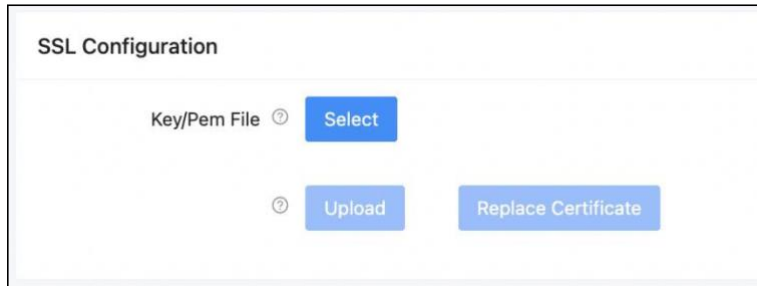 SSL Configuration
Key/Pem File ? Select
? Upload Replace Certificate